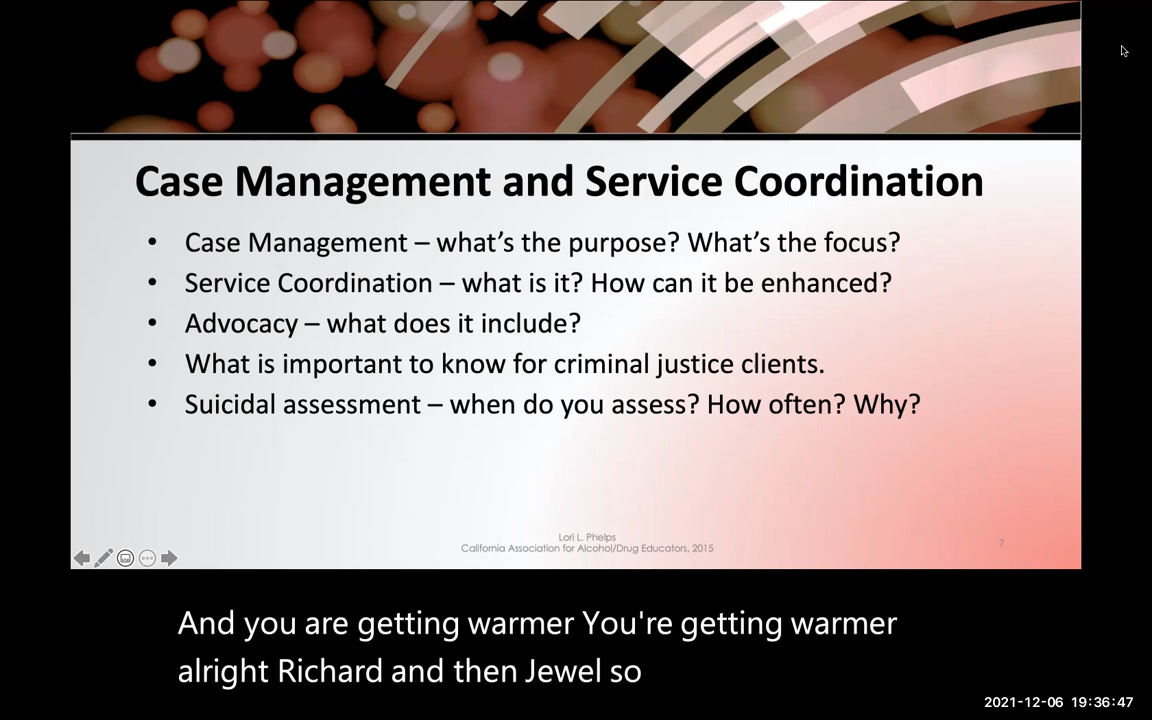 Case Management and Service Coordination
• Case Management – what's the purpose? What's the focus?
• Service Coordination – what is it? How can it be enhanced?
• Advocacy – what does it include?
• What is important to know for criminal justice clients.
• Suicidal assessment – when do you assess? How often? Why?
Lori L. Phelps
California Association for Alcohol/Drug Educators, 2015
7
And you are getting warmer You're getting warmer
alright Richard and then Jewel so
2021-12-06 19:36:47